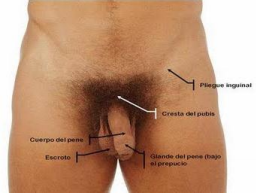 Pliegue inguinal
Cresta del pubis
Cuerpo del pene
Escroto
Glande del pene (bajo
el prepucio